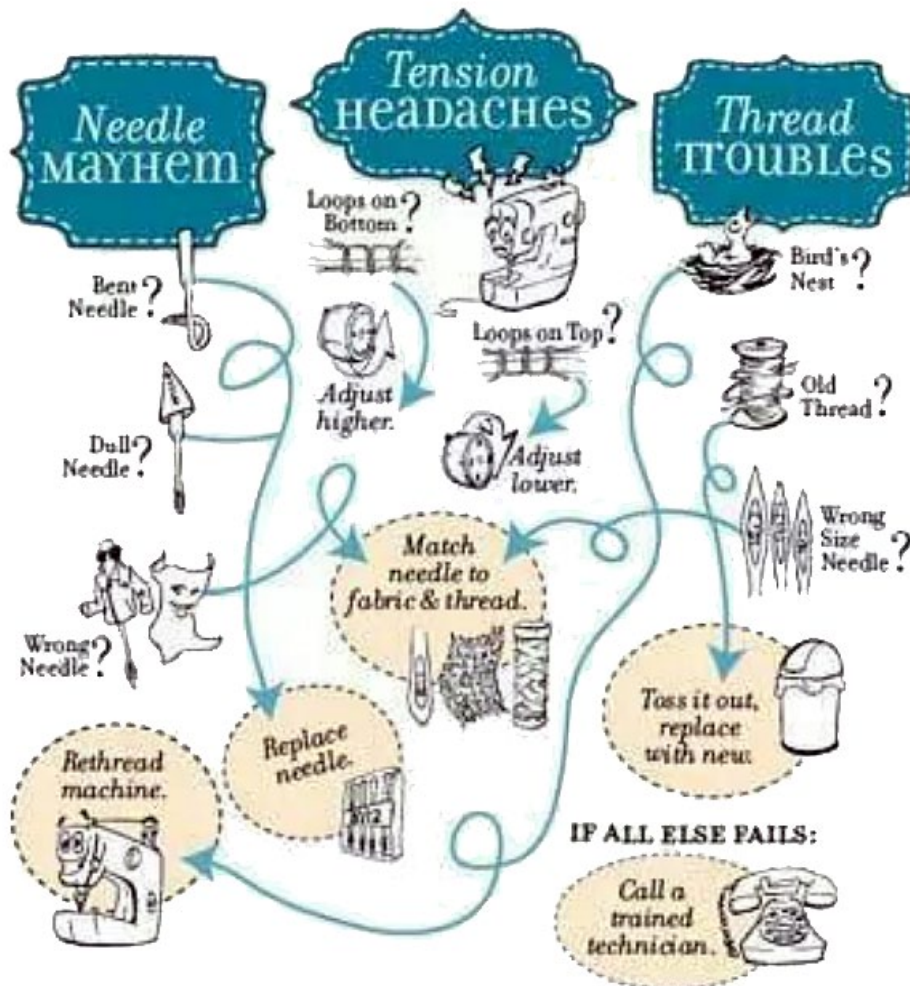 Needle
MAYHEM
Tension
HEADACHES
Thread
TROUBLES
Bent
Needle?
Dull
Needle?
Wrong
Needle?
Loops on
Bottom?
Adjust
higher.
Loops on Top?
Adjust
lower.
Bird's
Nest?
Old
Thread?
Wrong
Size
Needle?
Match
needle to
fabric & thread.
Replace
needle.
Rethread
machine.
Toss it out,
replace
with new.
IF ALL ELSE FAILS:
Call a
trained
technician.